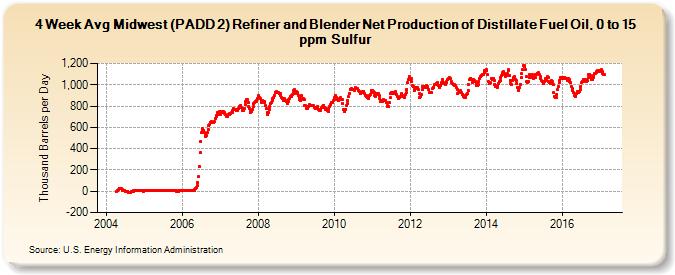 4 Week Avg Midwest (PADD 2) Refiner and Blender Net Production of Distillate Fuel Oil, 0 to 15
ppm Sulfur
Thousand Barrels per Day
1,200
1,000
800
600
400
200
0
-200
2004 2006 2008 2010 2012 2014 2016
Source: U.S. Energy Information Administration